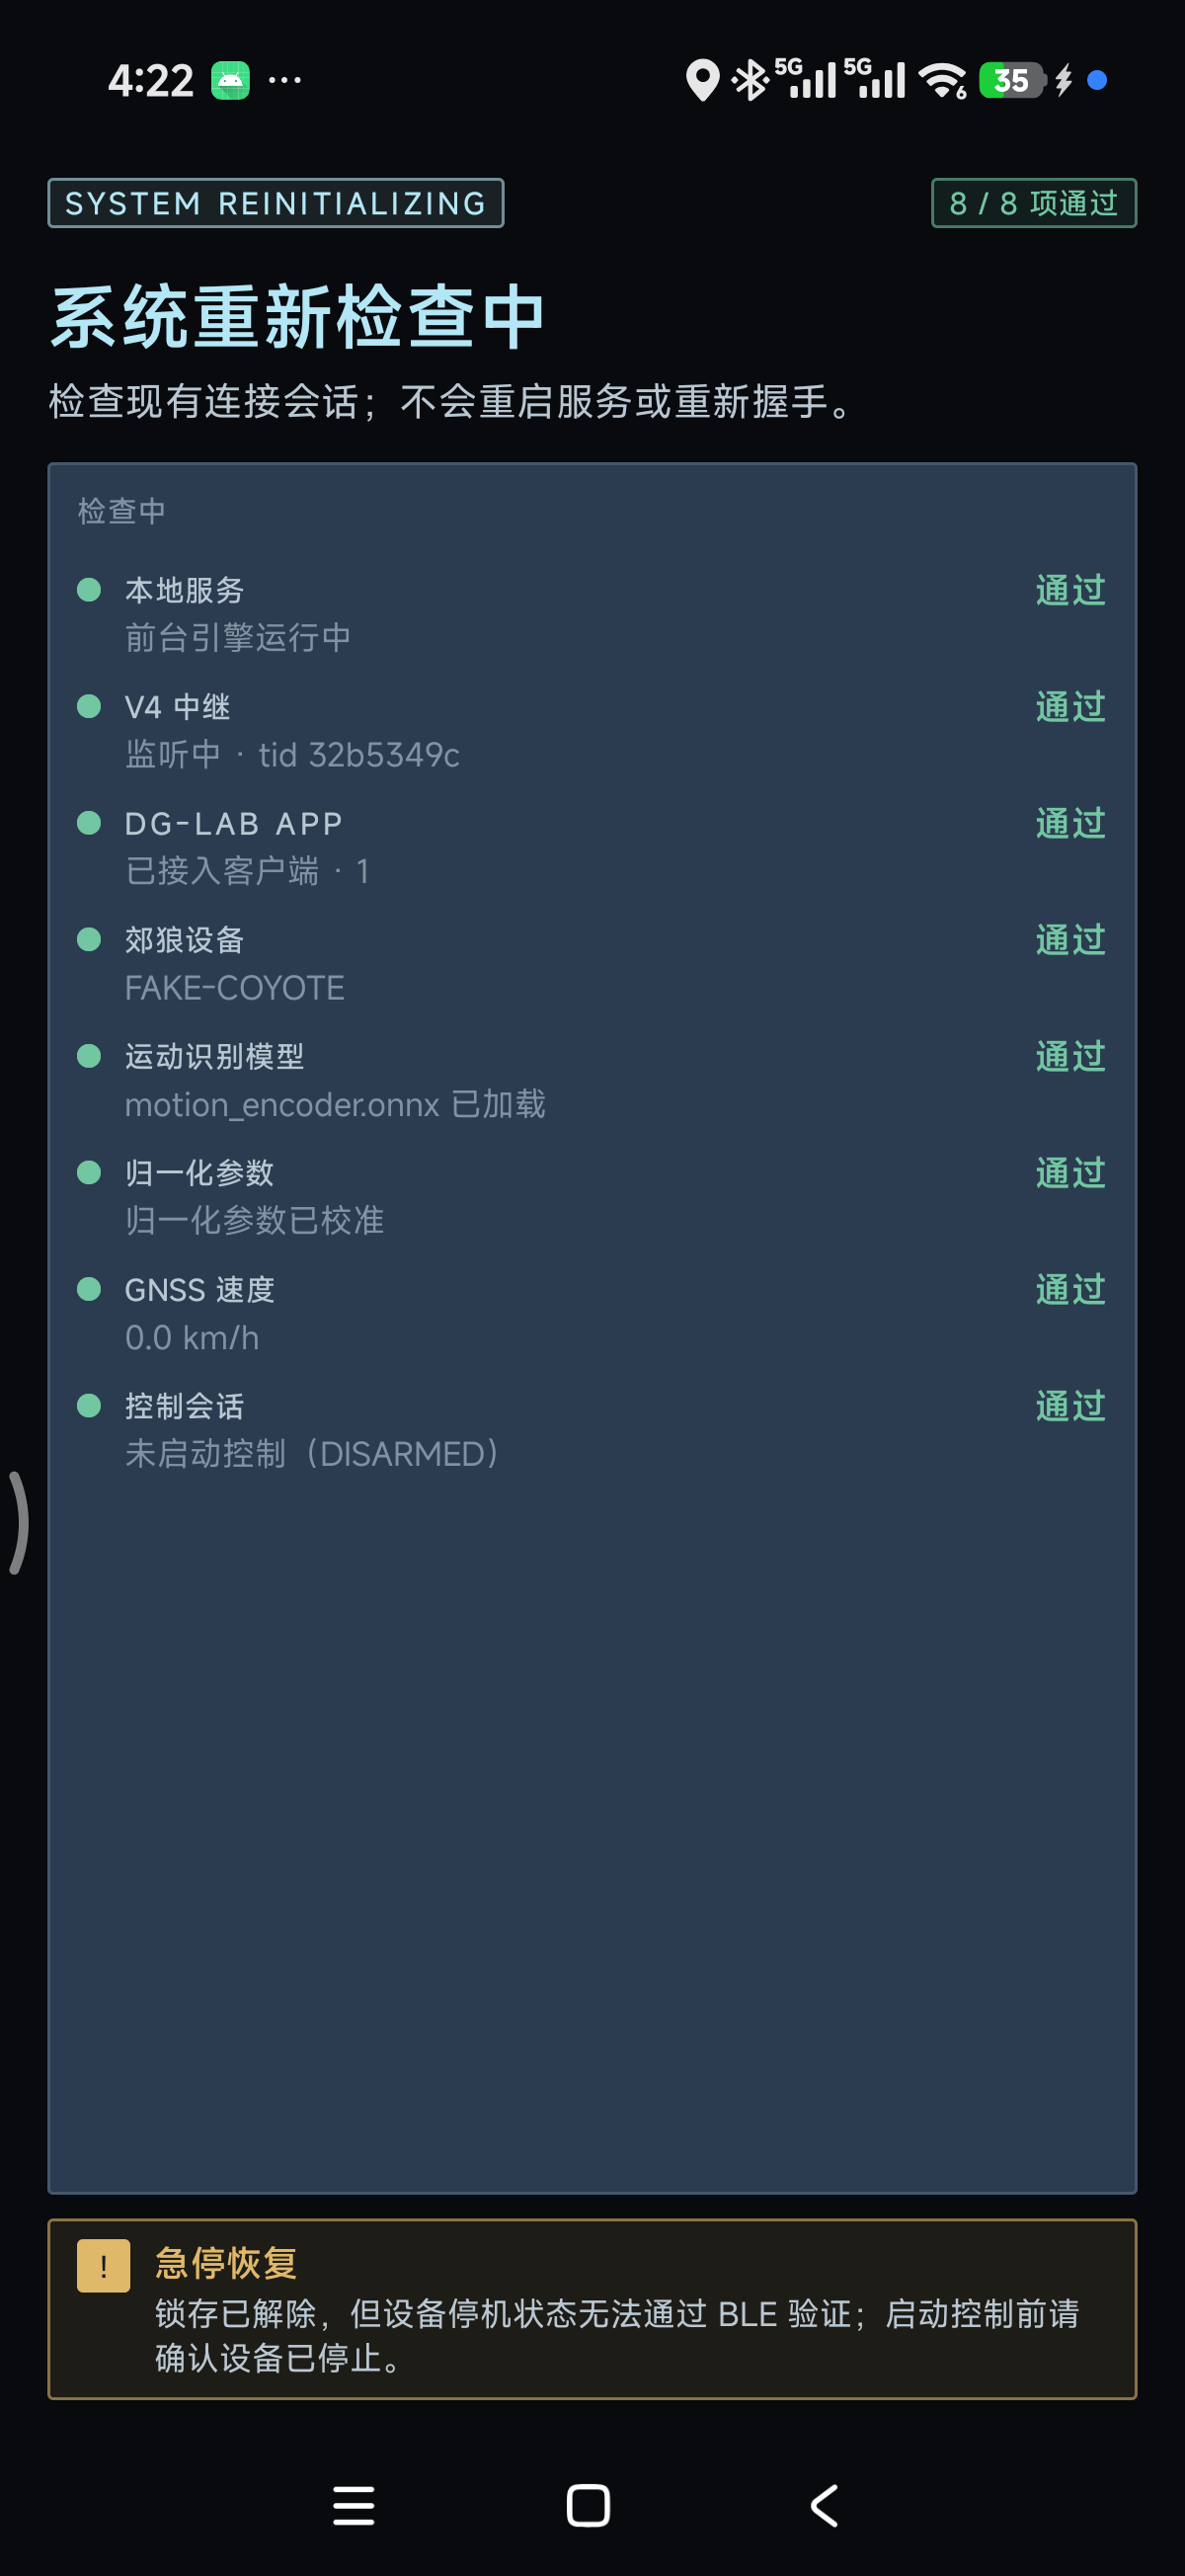 4:22 ... 5G 5G 6 35
SYSTEM REINITIALIZING
8 / 8 项通过
系统重新检查中
检查现有连接会话；不会重启服务或重新握手。
检查中
本地服务 通过
前台引擎运行中
V4 中继 通过
监听中 · tid 32b5349c
DG-LAB APP 通过
已接入客户端 · 1
郊狼设备 通过
FAKE-COYOTE
运动识别模型 通过
motion_encoder.onnx 已加载
归一化参数 通过
归一化参数已校准
GNSS 速度 通过
0.0 km/h
控制会话 通过
未启动控制（DISARMED）
! 急停恢复
锁存已解除，但设备停机状态无法通过 BLE 验证；启动控制前请
确认设备已停止。